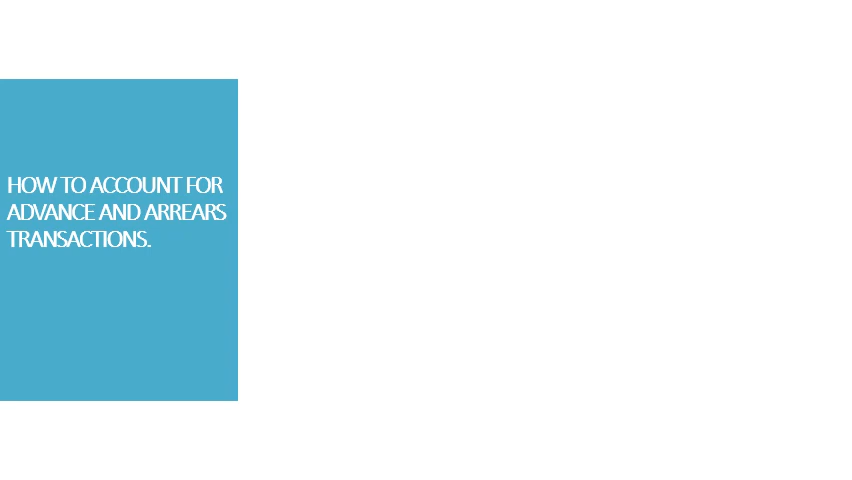 HOW TO ACCOUNT FOR
ADVANCE AND ARREARS
TRANSACTIONS.